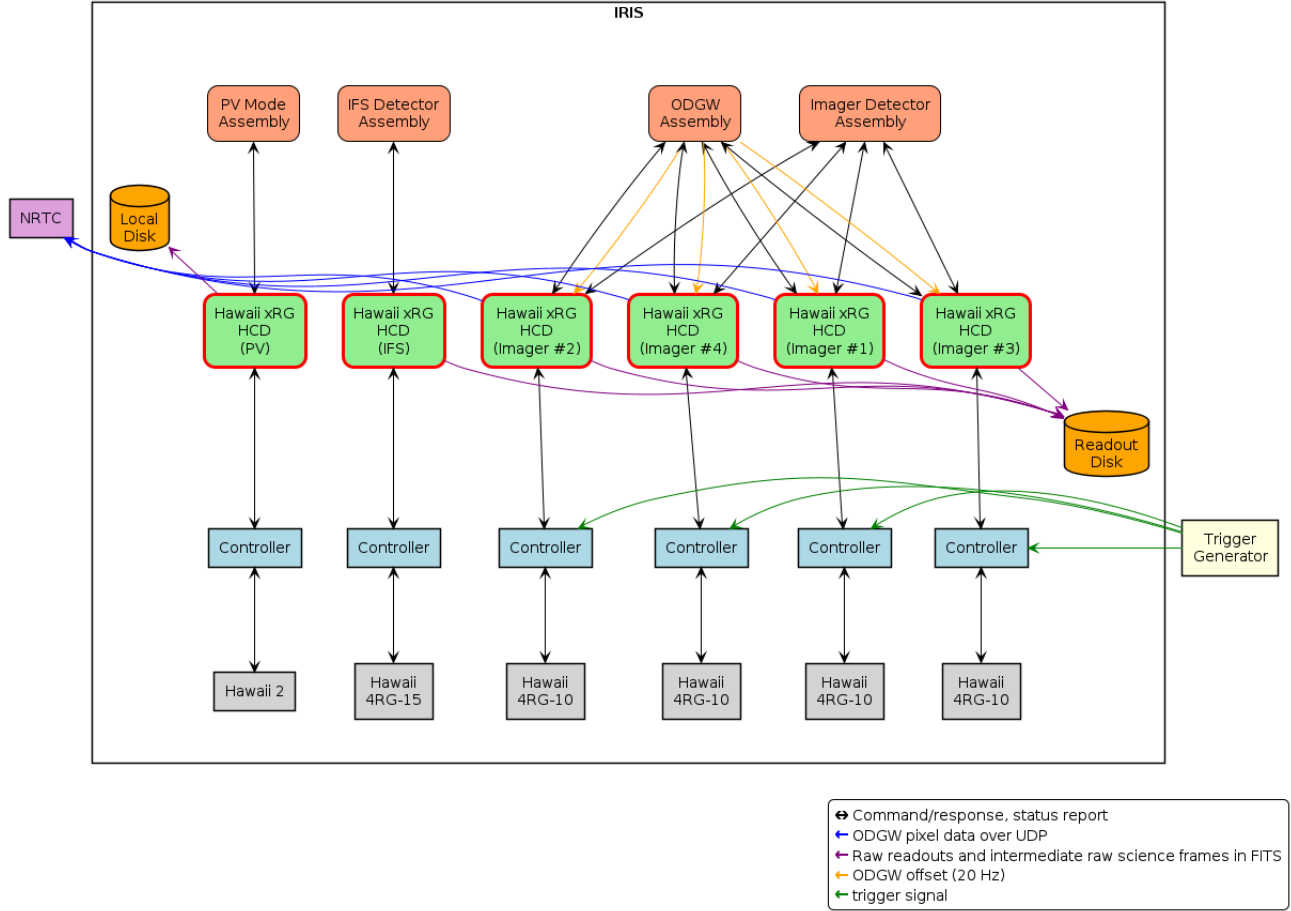 IRIS
PV Mode
Assembly
IFS Detector
Assembly
ODGW
Assembly
Imager Detector
Assembly
NRTC
Local
Disk
Hawaii xRG
HCD
(PV)
Hawaii xRG
HCD
(IFS)
Hawaii xRG
HCD
(Imager #2)
Hawaii xRG
HCD
(Imager #4)
Hawaii xRG
HCD
(Imager #1)
Hawaii xRG
HCD
(Imager #3)
Readout
Disk
Controller
Controller
Controller
Controller
Controller
Controller
Trigger
Generator
Hawaii 2
Hawaii
4RG-15
Hawaii
4RG-10
Hawaii
4RG-10
Hawaii
4RG-10
Hawaii
4RG-10
Command/response, status report
ODGW pixel data over UDP
Raw readouts and intermediate raw science frames in FITS
ODGW offset (20 Hz)
trigger signal